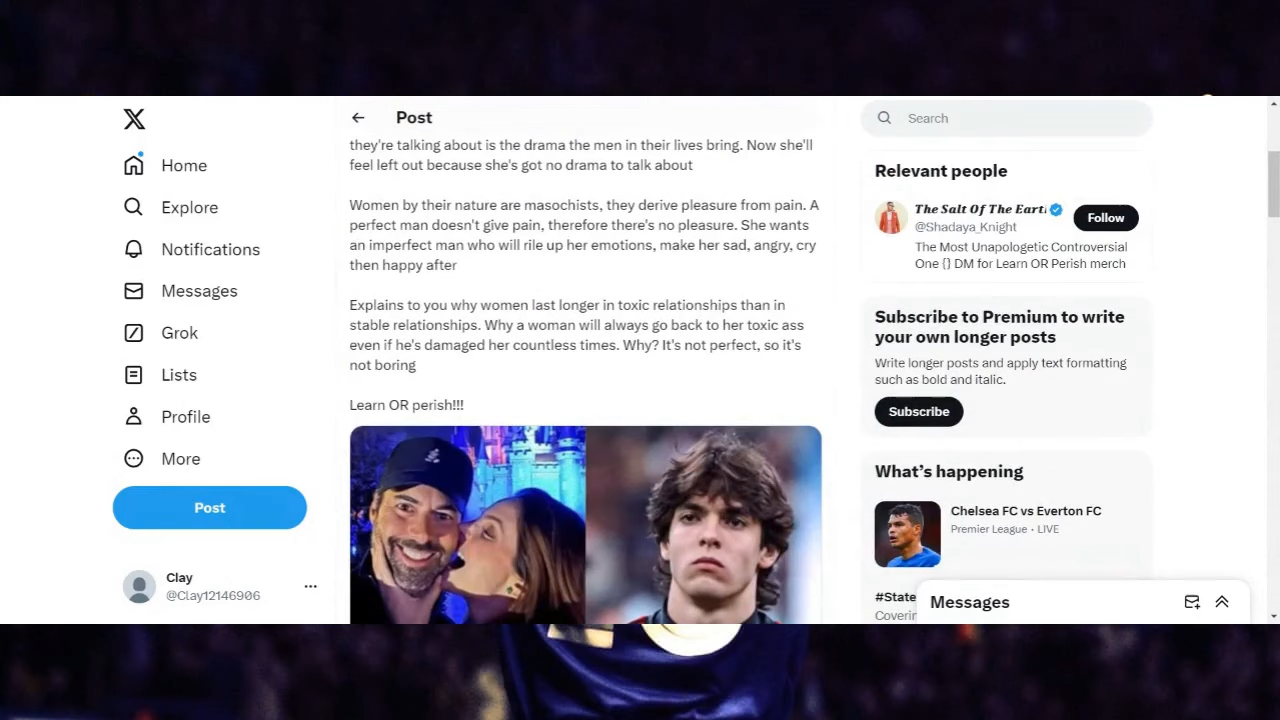 Home
Explore
Notifications
Messages
Grok
Lists
Profile
More
Post
Clay
@Clay12146906
Post
they're talking about is the drama the men in their lives bring. Now she'll
feel left out because she's got no drama to talk about
Women by their nature are masochists, they derive pleasure from pain. A
perfect man doesn't give pain, therefore there's no pleasure. She wants
an imperfect man who will rile up her emotions, make her sad, angry, cry
then happy after
Explains to you why women last longer in toxic relationships than in
stable relationships. Why a woman will always go back to her toxic ass
even if he's damaged her countless times. Why? It's not perfect, so it's
not boring
Learn OR perish!!!
Search
Relevant people
The Salt Of The Eart
@Shadaya_Knight
Follow
The Most Unapologetic Controversial
One {} DM for Learn OR Perish merch
Subscribe to Premium to write
your own longer posts
Write longer posts and apply text formatting
such as bold and italic.
Subscribe
What's happening
Chelsea FC vs Everton FC
Premier League · LIVE
#State
Coverin
Messages